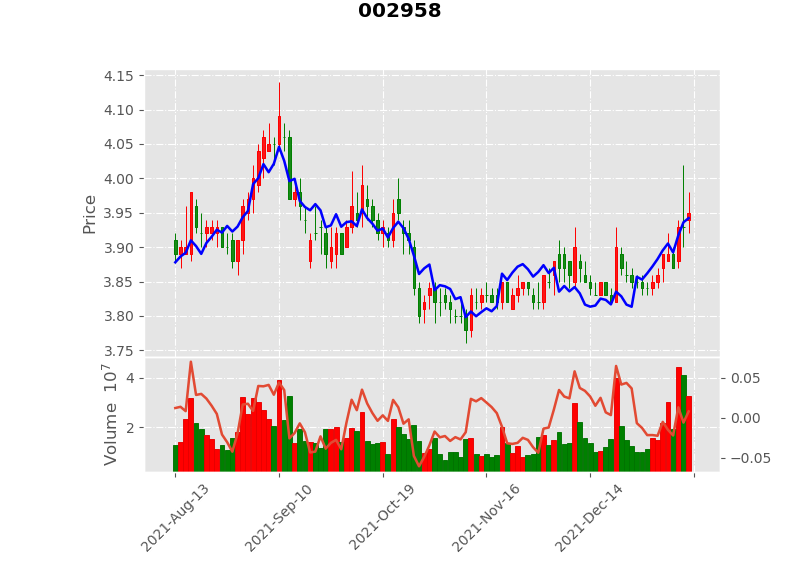 002958
4.15
4.10
4.05
4.00
3.95
3.90
3.85
3.80
3.75
Price
4
2
Volume 10^7
0.05
0.00
−0.05
2021-Aug-13
2021-Sep-10
2021-Oct-19
2021-Nov-16
2021-Dec-14